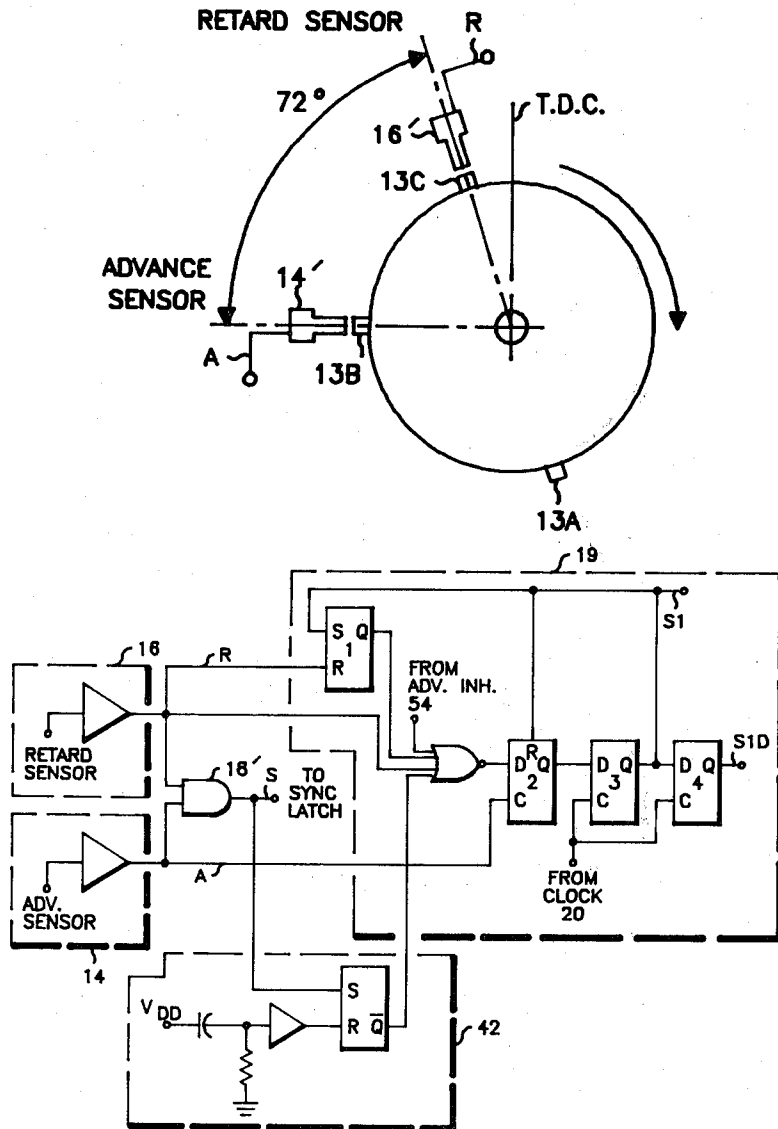 RETARD SENSOR
R
72°
T.D.C.
16'
13C
ADVANCE
SENSOR
14'
A
13B
13A
19
S1
S Q
1
R
16
R
FROM
ADV. INH.
54
RETARD
SENSOR
18'
S
TO
SYNC
LATCH
D R Q
2
C
D Q
3
C
D Q
4
C
S1D
A
FROM
CLOCK
20
ADV.
SENSOR
14
V DD
S
R Q̅
42